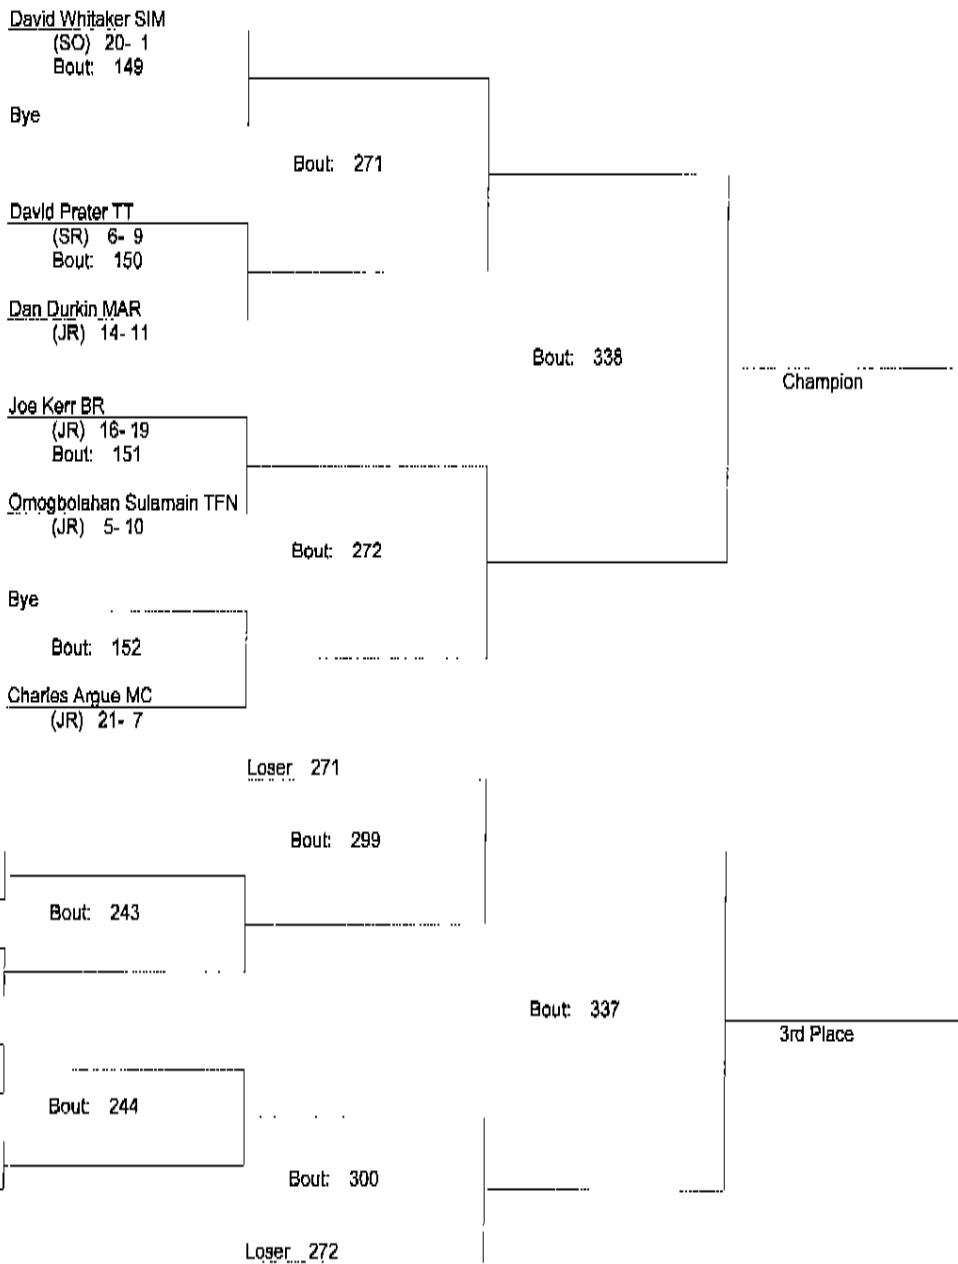 David Whitaker SIM
(SO) 20- 1
Bout: 149
Bye
Bout: 271
David Prater TT
(SR) 6- 9
Bout: 150
Dan Durkin MAR
(JR) 14- 11
Bout: 338
Champion
Joe Kerr BR
(JR) 16- 19
Bout: 151
Omogbolahan Sulamain TFN
(JR) 5- 10
Bout: 272
Bye
Bout: 152
Charles Argue MC
(JR) 21- 7
Loser 271
Bout: 299
Bout: 243
Bout: 337
3rd Place
Bout: 244
Bout: 300
Loser 272